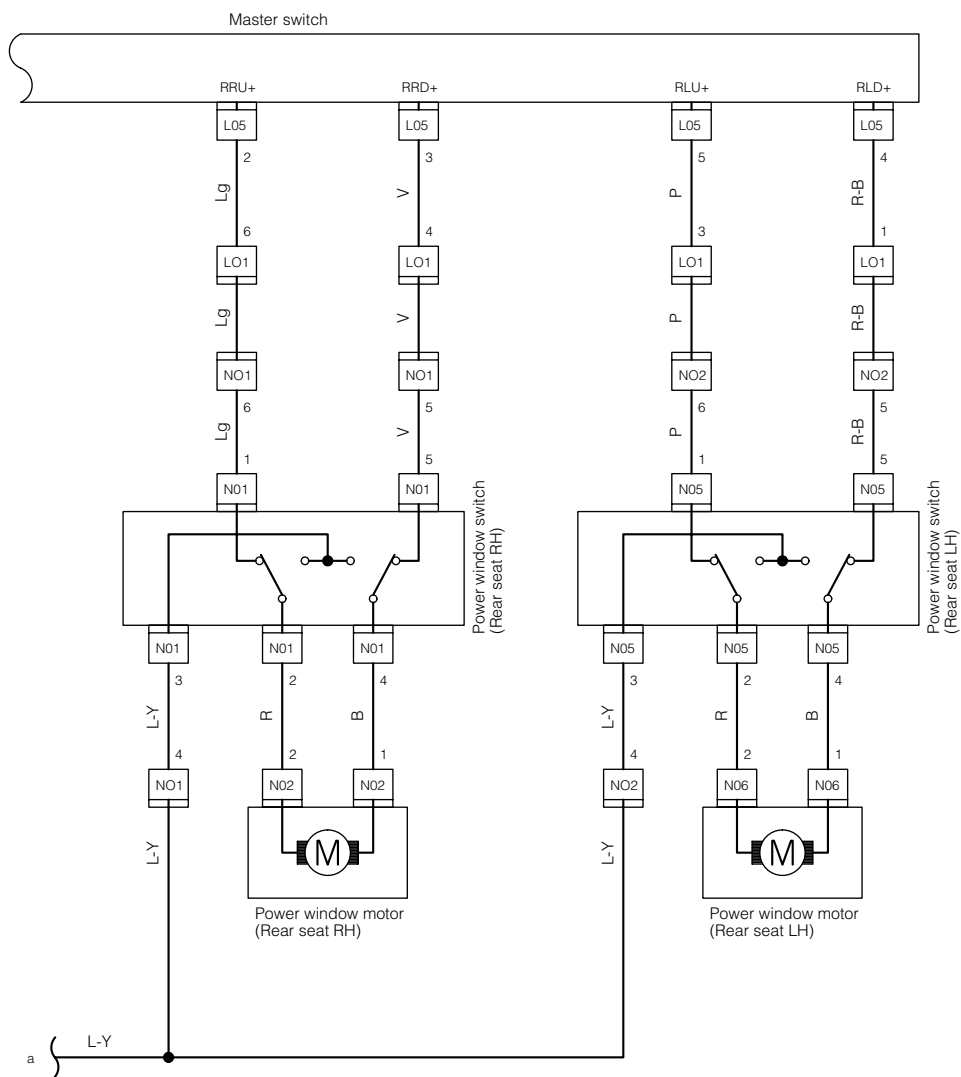 Master switch
RRU+ RRD+ RLU+ RLD+
L05 L05 L05 L05
2 3 5 4
Lg V P R-B
6 4 3 1
LO1 LO1 LO1 LO1
Lg V P R-B
NO1 NO1 NO2 NO2
6 5 6 5
Lg V P R-B
1 5 1 5
N01 N01 N05 N05
Power window switch
(Rear seat RH)
Power window switch
(Rear seat LH)
N01 N01 N01 N05 N05 N05
3 2 4 3 2 4
L-Y R B L-Y R B
4 2 1 4 2 1
NO1 N02 N02 NO2 N06 N06
L-Y M L-Y M
Power window motor
(Rear seat RH)
Power window motor
(Rear seat LH)
L-Y
a